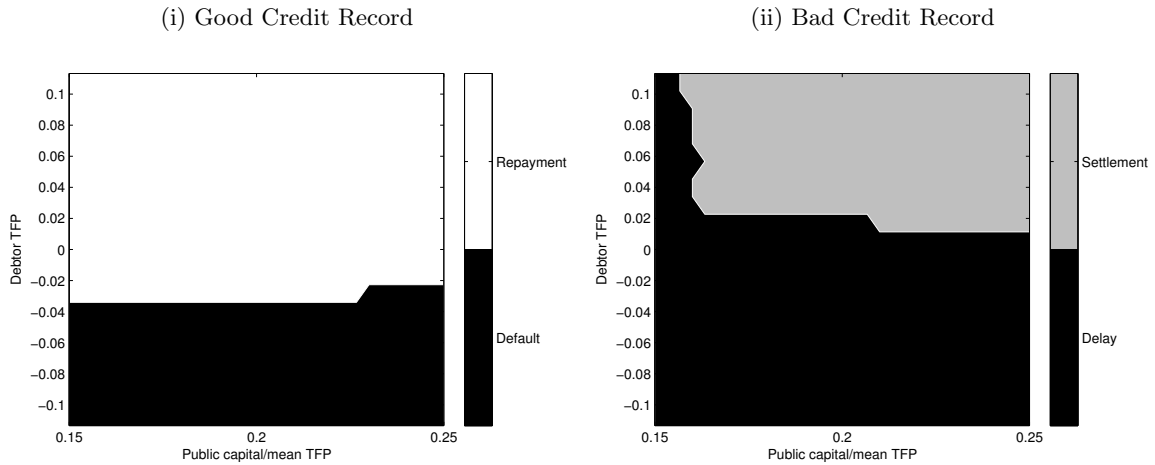 (i) Good Credit Record
0.1
0.08
0.06
0.04
0.02
0
−0.02
−0.04
−0.06
−0.08
−0.1
Debtor TFP
0.15
0.2
0.25
Public capital/mean TFP
Repayment
Default
(ii) Bad Credit Record
0.1
0.08
0.06
0.04
0.02
0
−0.02
−0.04
−0.06
−0.08
−0.1
Debtor TFP
0.15
0.2
0.25
Public capital/mean TFP
Settlement
Delay